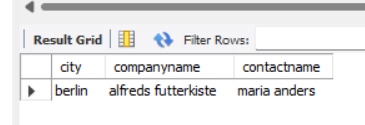 Result Grid Filter Rows:
city companyname contactname
berlin alfreds futterkiste maria anders